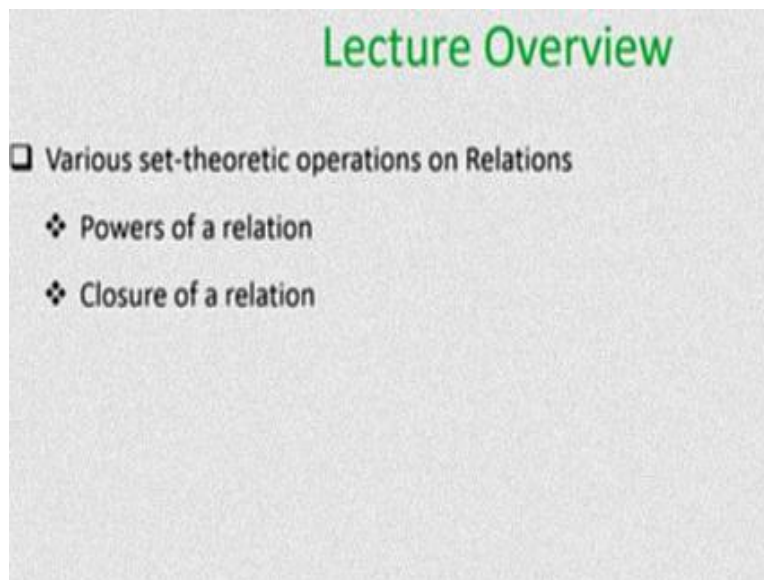 Lecture Overview
Various set-theoretic operations on Relations
Powers of a relation
Closure of a relation